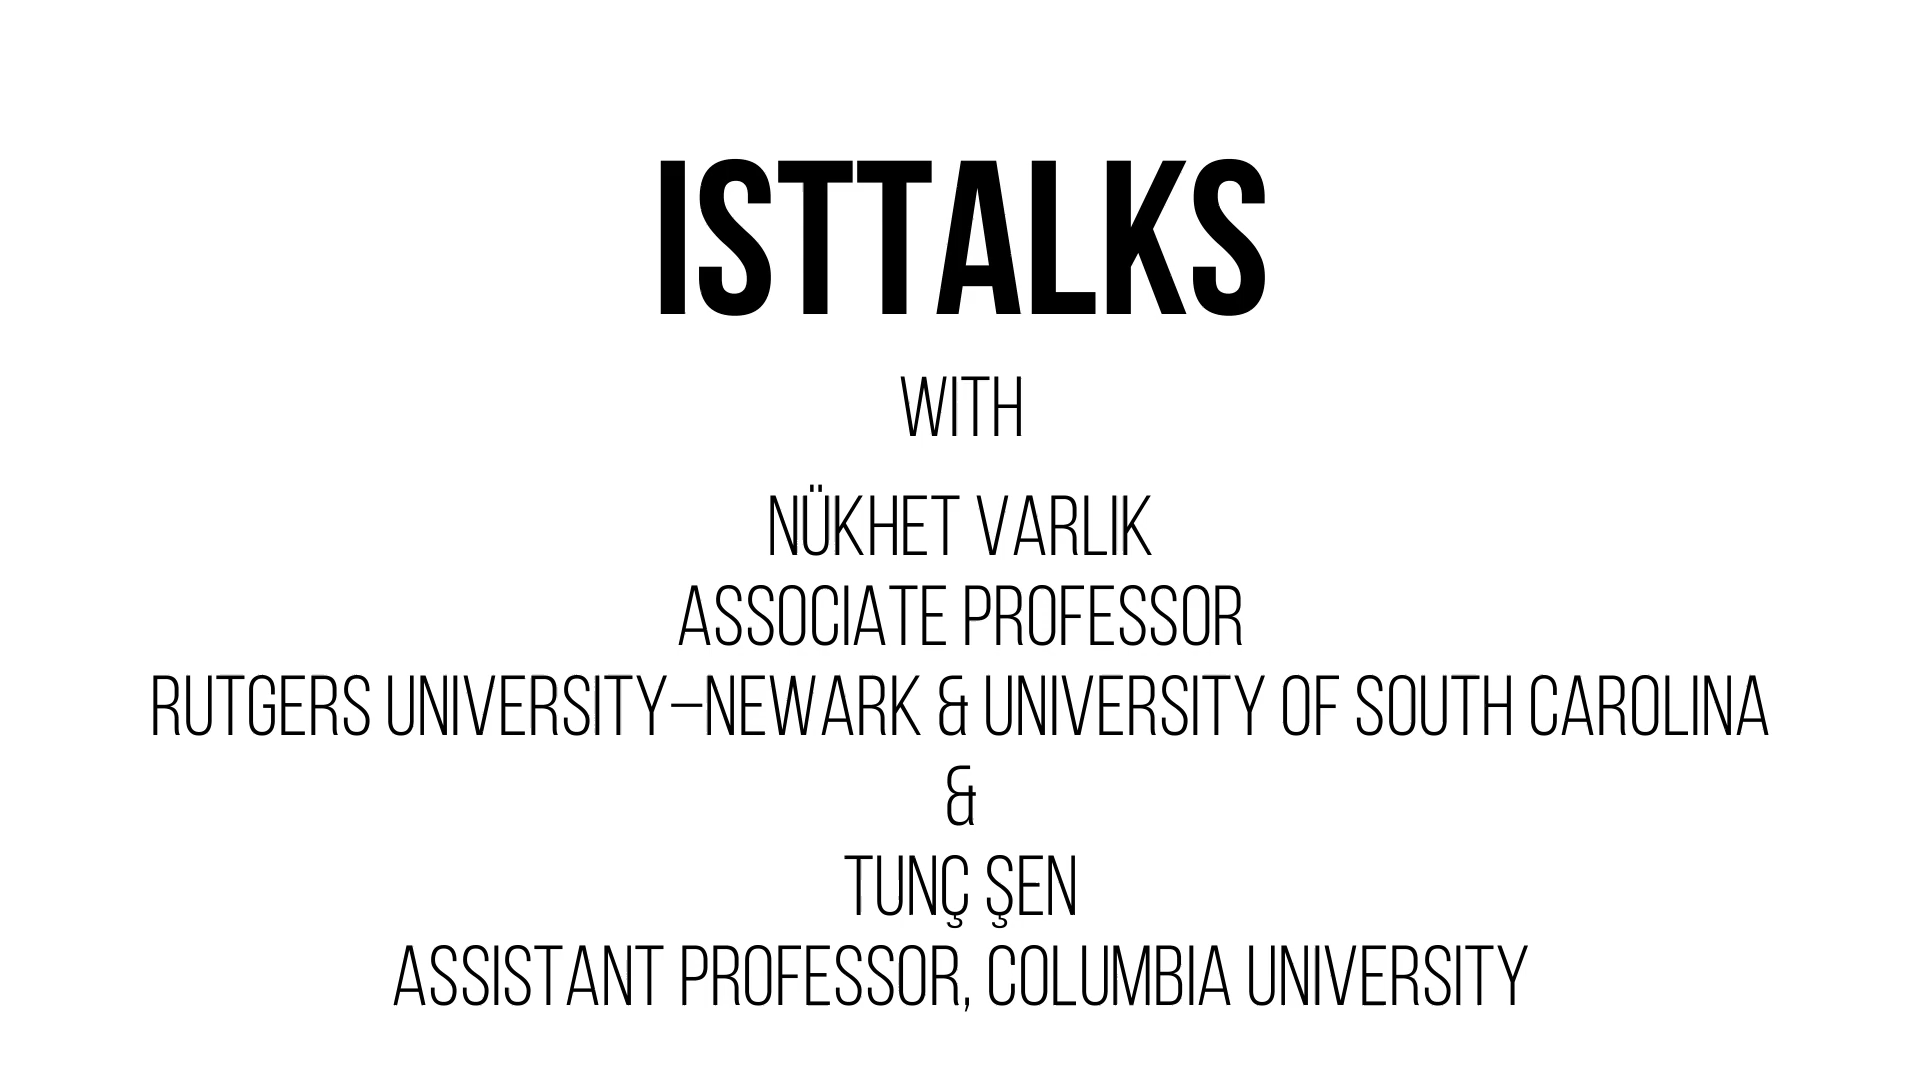 ISTTALKS
WITH
NÜKHET VARLIK
ASSOCIATE PROFESSOR
RUTGERS UNIVERSITY–NEWARK & UNIVERSITY OF SOUTH CAROLINA
&
TUNÇ ŞEN
ASSISTANT PROFESSOR, COLUMBIA UNIVERSITY